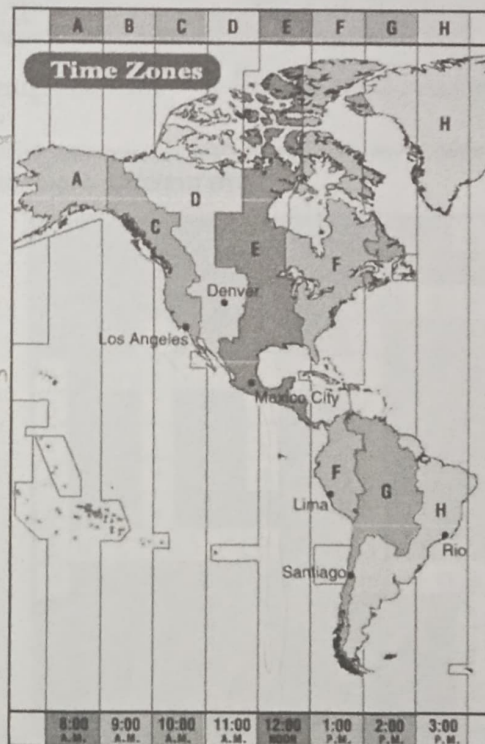 A B C D E F G H
Time Zones
H
A
D
C
E
F
Denver
Los Angeles
Mexico City
F
G
Lima
H
Rio
Santiago
8:00 9:00 10:00 11:00 12:00 1:00 2:00 3:00
A.M. A.M. A.M. A.M. NOON P.M. P.M. P.M.